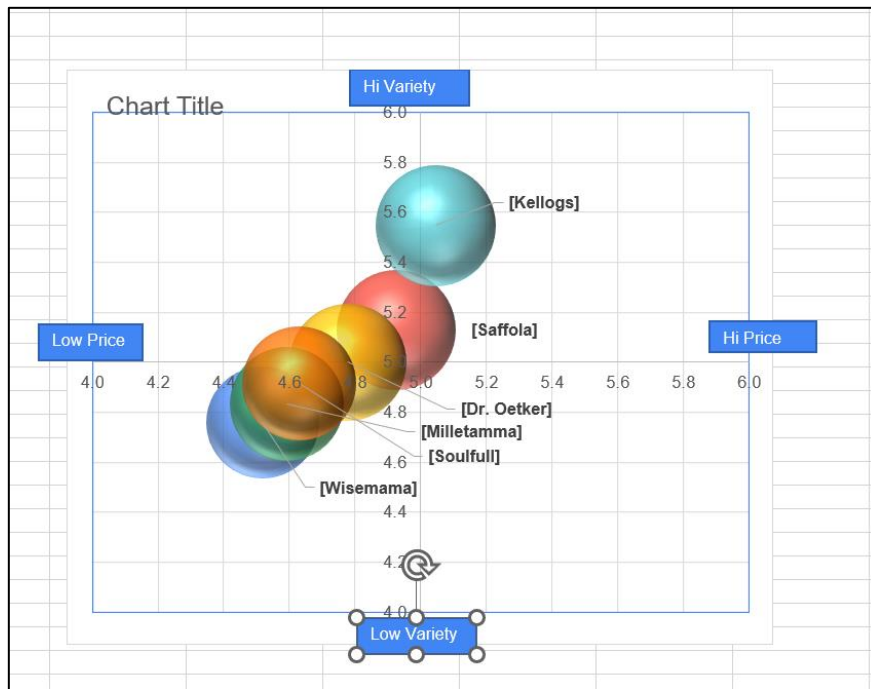 Hi Variety
Chart Title
6.0
5.8
[Kellogs]
5.6
5.4
5.2
[Saffola]
Low Price
Hi Price
5.0
4.0 4.2 4.4 4.6 4.8 5.0 5.2 5.4 5.6 5.8 6.0
4.8
[Dr. Oetker]
[Milletamma]
[Soulfull]
4.6
[Wisemama]
4.4
4.2
4.0
Low Variety